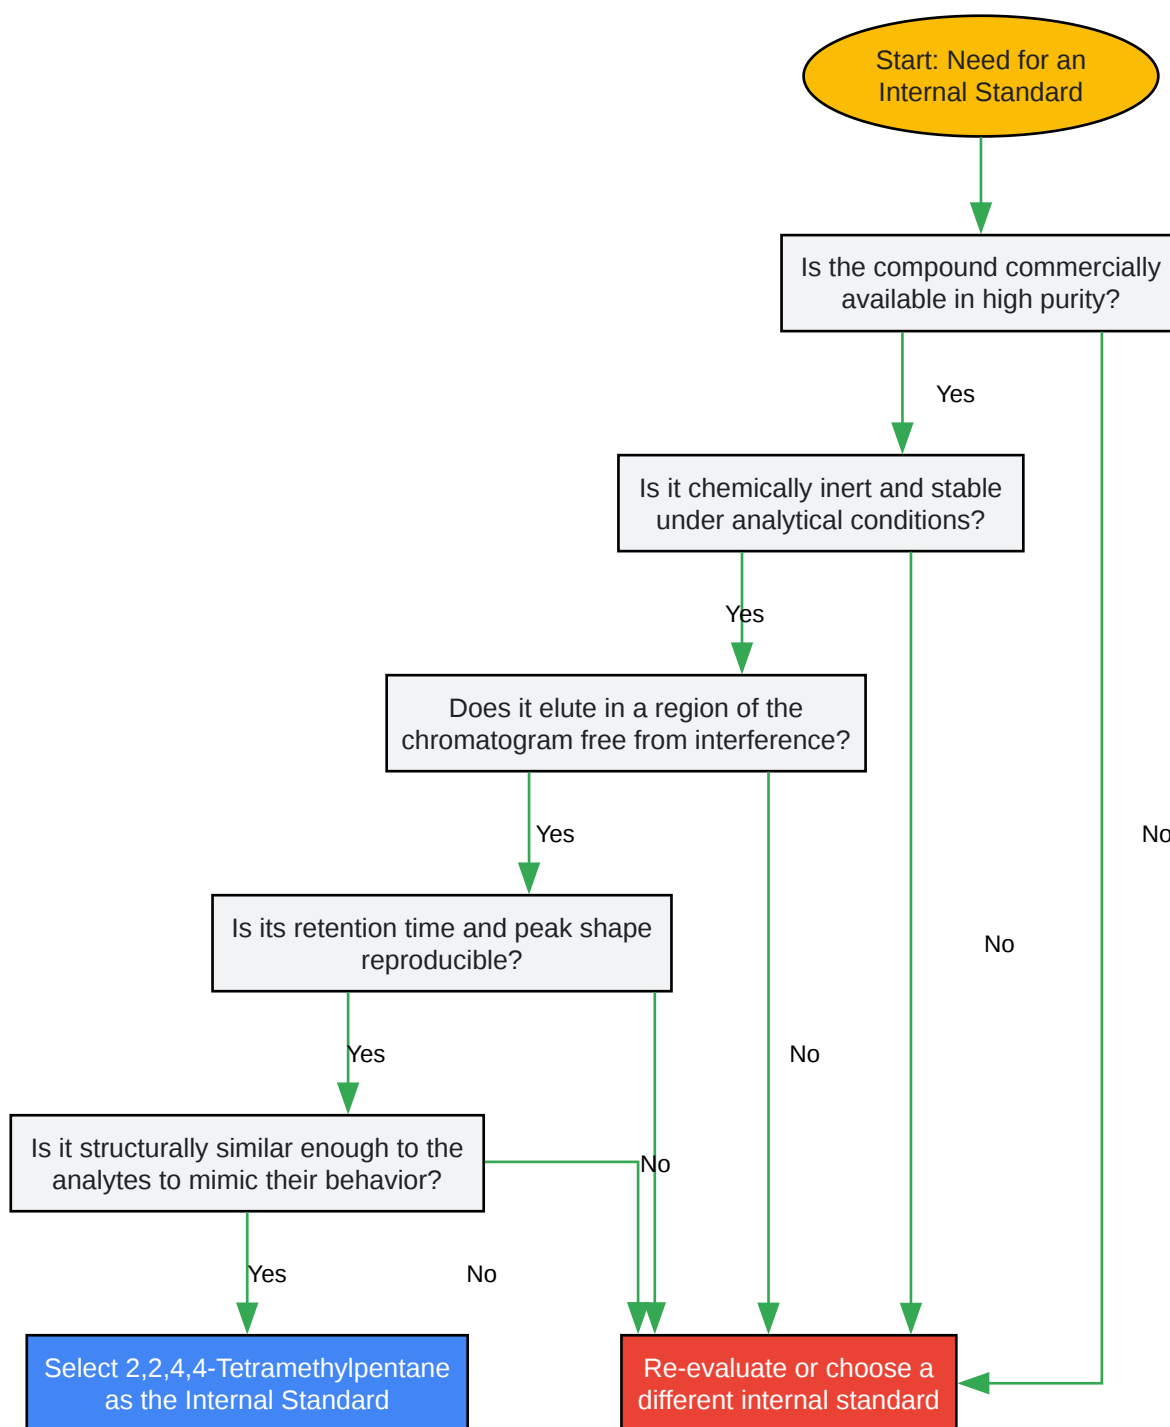 Start: Need for an
Internal Standard
Is the compound commercially
available in high purity?
Yes
Is it chemically inert and stable
under analytical conditions?
Yes
Does it elute in a region of the
chromatogram free from interference?
Yes
No
Is its retention time and peak shape
reproducible?
No
Yes
No
Is it structurally similar enough to the
analytes to mimic their behavior?
No
Yes
No
Select 2,2,4,4-Tetramethylpentane
as the Internal Standard
Re-evaluate or choose a
different internal standard